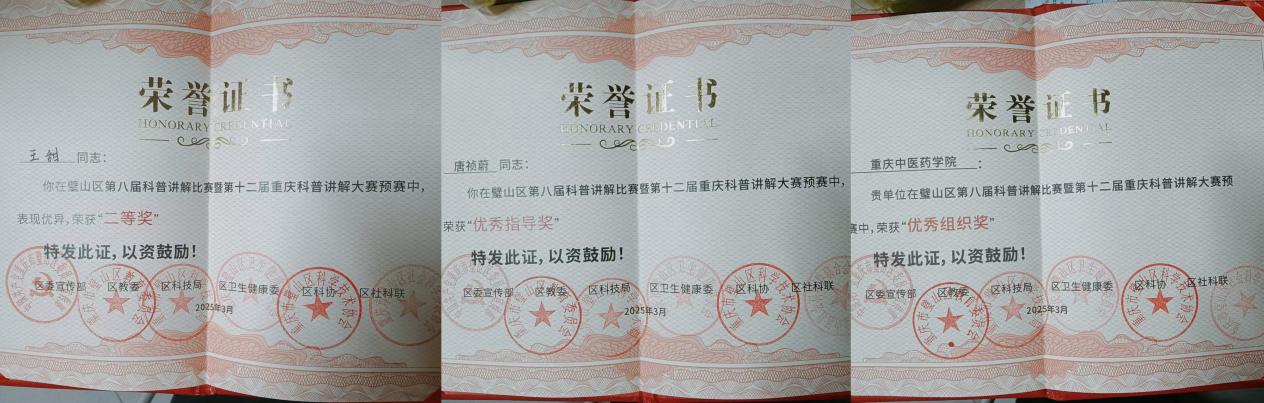 荣誉证书
HONORARY CREDENTIAL
同志:
你在璧山区第八届科普讲解比赛暨第十二届重庆科普讲解大赛预赛中,
表现优异,荣获“二等奖”
特发此证,以资鼓励!
区委宣传部 区教委 区科技局 区卫生健康委 区科协 区社科联
2025年3月
荣誉证书
HONORARY CREDENTIAL
唐祯蔚 同志:
你在璧山区第八届科普讲解比赛暨第十二届重庆科普讲解大赛预赛中,
荣获“优秀指导奖”
特发此证,以资鼓励!
区委宣传部 区教委 区科技局 区卫生健康委 区科协 区社科联
2025年3月
荣誉证书
HONORARY CREDENTIAL
重庆中医药学院 :
贵单位在璧山区第八届科普讲解比赛暨第十二届重庆科普讲解大赛预
赛中,荣获“优秀组织奖”
特发此证,以资鼓励!
区委宣传部 区教委 区科技局 区卫生健康委 区科协 区社科联
2025年3月